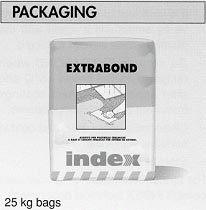 PACKAGING
EXTRABOND
index
25 kg bags